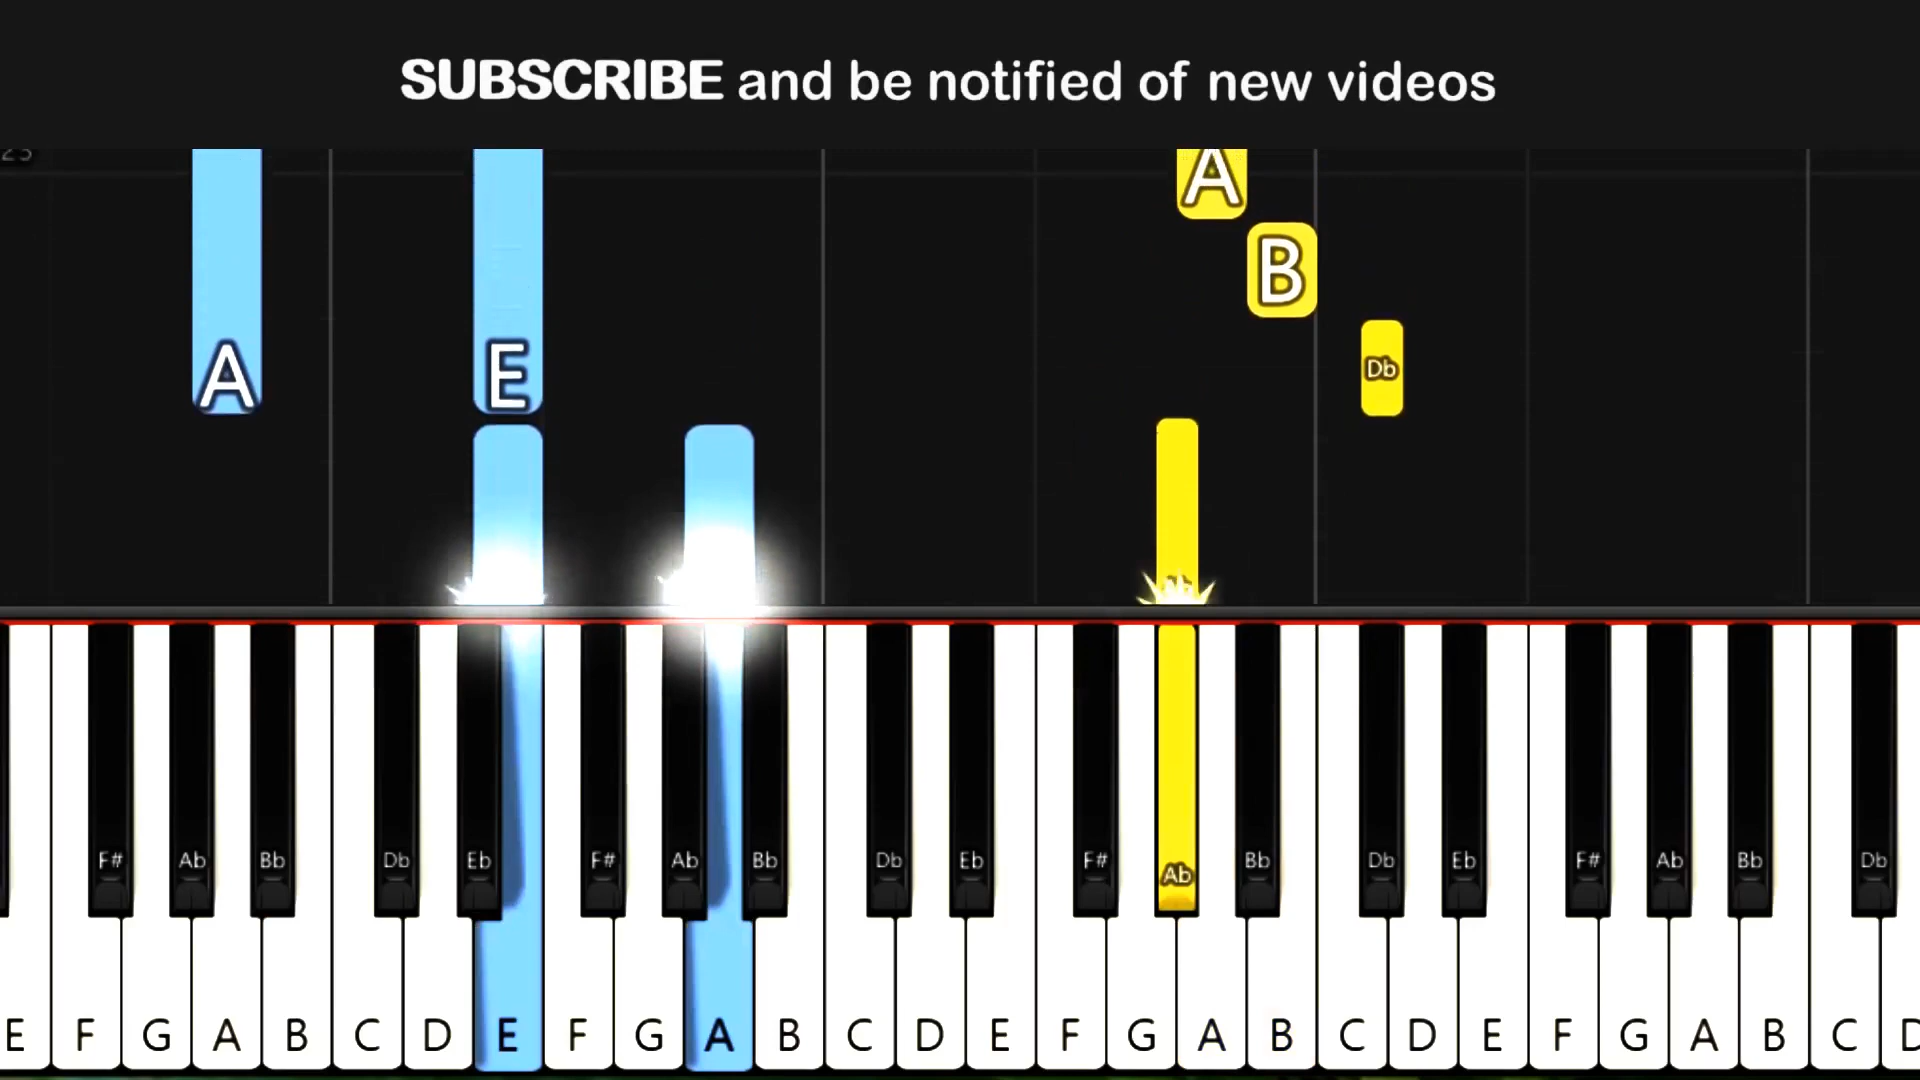 SUBSCRIBE and be notified of new videos
23
A
B
Db
A E
F# Ab Bb Db Eb F# Ab Bb Db Eb F# Ab Bb Db Eb F# Ab Bb Db
E F G A B C D E F G A B C D E F G A B C D E F G A B C D